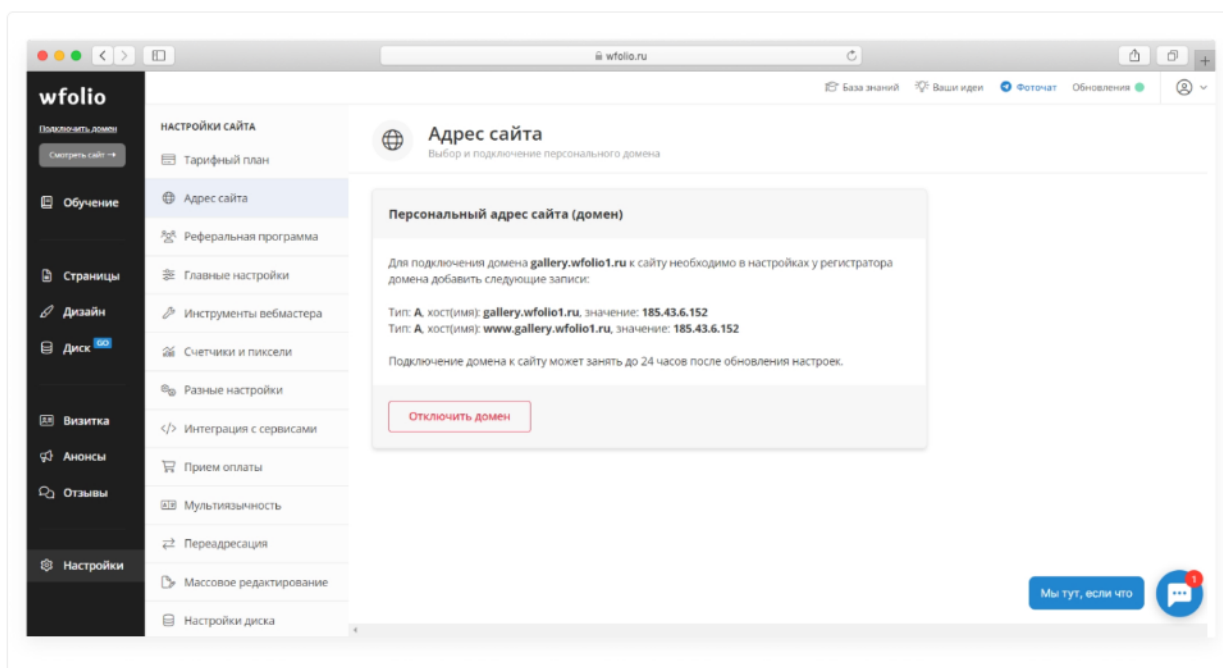 wfolio.ru
База знаний
Ваши идеи
Фоточат
Обновления
wfolio
Подключить домен
Смотреть сайт →
Обучение
Страницы
Дизайн
Диск GO
Визитка
Анонсы
Отзывы
Настройки
НАСТРОЙКИ САЙТА
Тарифный план
Адрес сайта
Реферальная программа
Главные настройки
Инструменты вебмастера
Счетчики и пиксели
Разные настройки
Интеграция с сервисами
Прием оплаты
Мультиязычность
Переадресация
Массовое редактирование
Настройки диска
Адрес сайта
Выбор и подключение персонального домена
Персональный адрес сайта (домен)
Для подключения домена gallery.wfolio1.ru к сайту необходимо в настройках у регистратора
домена добавить следующие записи:
Тип: A, хост(имя): gallery.wfolio1.ru, значение: 185.43.6.152
Тип: A, хост(имя): www.gallery.wfolio1.ru, значение: 185.43.6.152
Подключение домена к сайту может занять до 24 часов после обновления настроек.
Отключить домен
Мы тут, если что
1